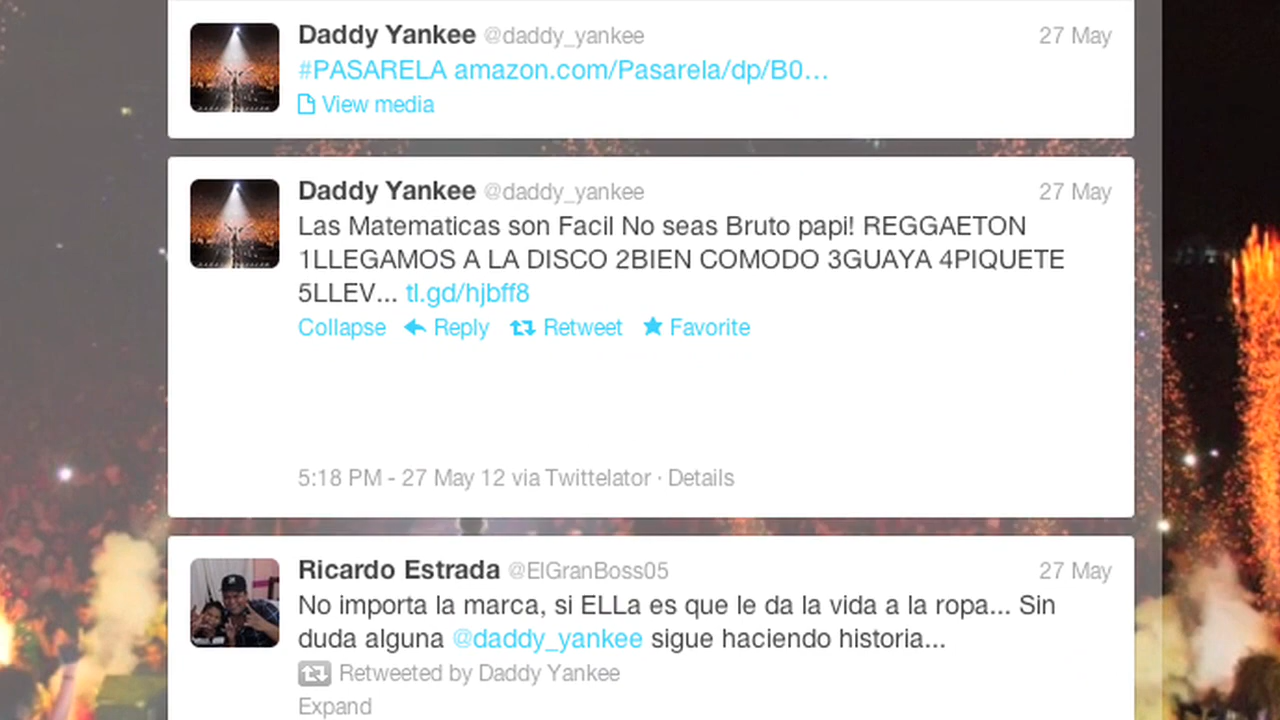 Daddy Yankee @daddy_yankee 27 May
#PASARELA amazon.com/Pasarela/dp/B0...
View media
Daddy Yankee @daddy_yankee 27 May
Las Matematicas son Facil No seas Bruto papi! REGGAETON
1LLEGAMOS A LA DISCO 2BIEN COMODO 3GUAYA 4PIQUETE
5LLEV... tl.gd/hjbff8
Collapse Reply Retweet Favorite
5:18 PM - 27 May 12 via Twittelator · Details
Ricardo Estrada @ElGranBoss05 27 May
No importa la marca, si ELLa es que le da la vida a la ropa... Sin
duda alguna @daddy_yankee sigue haciendo historia...
Retweeted by Daddy Yankee
Expand